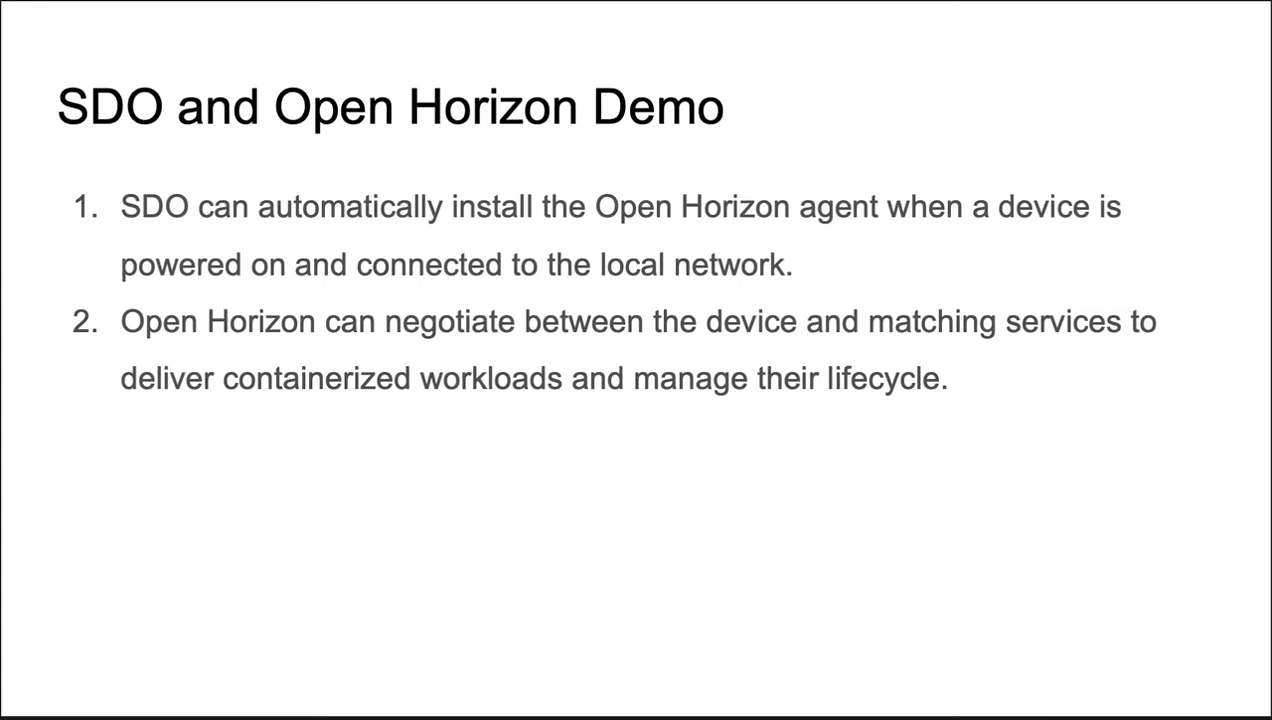 SDO and Open Horizon Demo
1. SDO can automatically install the Open Horizon agent when a device is
powered on and connected to the local network.
2. Open Horizon can negotiate between the device and matching services to
deliver containerized workloads and manage their lifecycle.